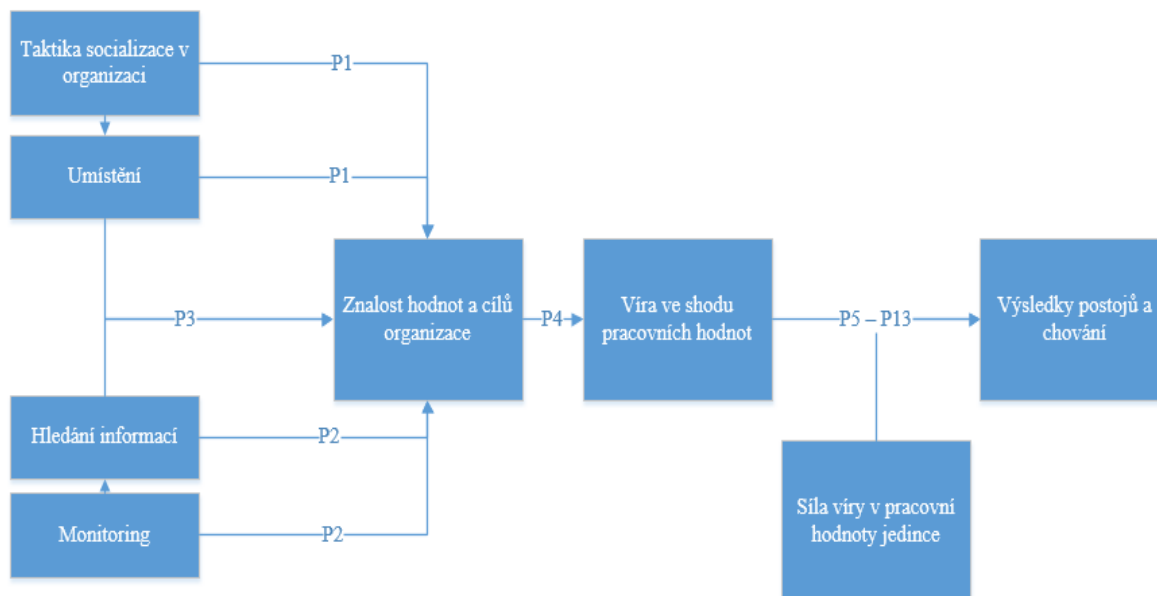 Taktika socializace v
organizaci
P1
Umístění
P1
P3
Znalost hodnot a cílů
organizace
P4
Víra ve shodu
pracovních hodnot
P5 – P13
Výsledky postojů a
chování
Hledání informací
P2
Monitoring
P2
Síla víry v pracovní
hodnoty jedince